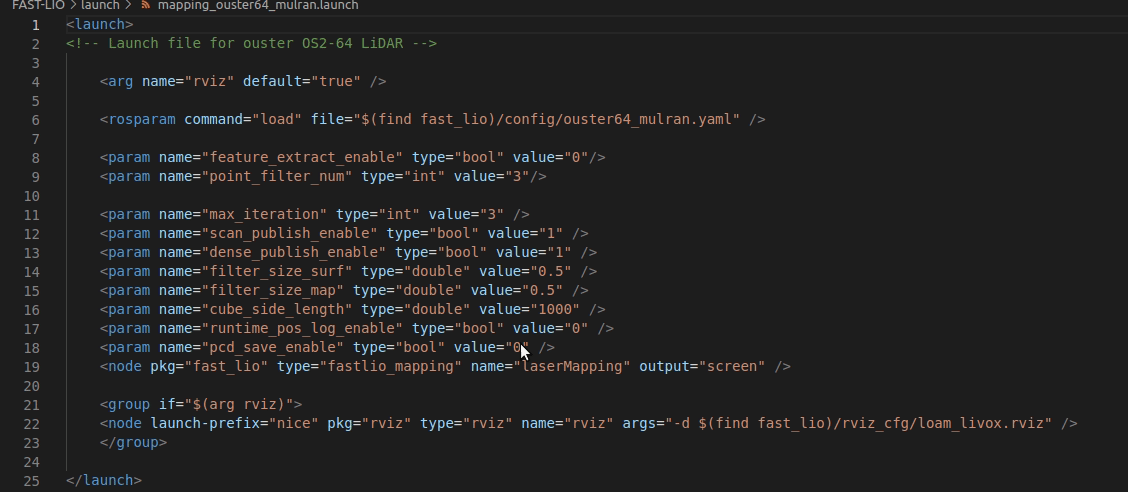 FAST-LIO > launch > mapping_ouster64_mulran.launch
1 <launch>
2 <!-- Launch file for ouster OS2-64 LiDAR -->
3
4 <arg name="rviz" default="true" />
5
6 <rosparam command="load" file="$(find fast_lio)/config/ouster64_mulran.yaml" />
7
8 <param name="feature_extract_enable" type="bool" value="0"/>
9 <param name="point_filter_num" type="int" value="3"/>
10
11 <param name="max_iteration" type="int" value="3" />
12 <param name="scan_publish_enable" type="bool" value="1" />
13 <param name="dense_publish_enable" type="bool" value="1" />
14 <param name="filter_size_surf" type="double" value="0.5" />
15 <param name="filter_size_map" type="double" value="0.5" />
16 <param name="cube_side_length" type="double" value="1000" />
17 <param name="runtime_pos_log_enable" type="bool" value="0" />
18 <param name="pcd_save_enable" type="bool" value="0" />
19 <node pkg="fast_lio" type="fastlio_mapping" name="laserMapping" output="screen" />
20
21 <group if="$(arg rviz)">
22 <node launch-prefix="nice" pkg="rviz" type="rviz" name="rviz" args="-d $(find fast_lio)/rviz_cfg/loam_livox.rviz" />
23 </group>
24
25 </launch>